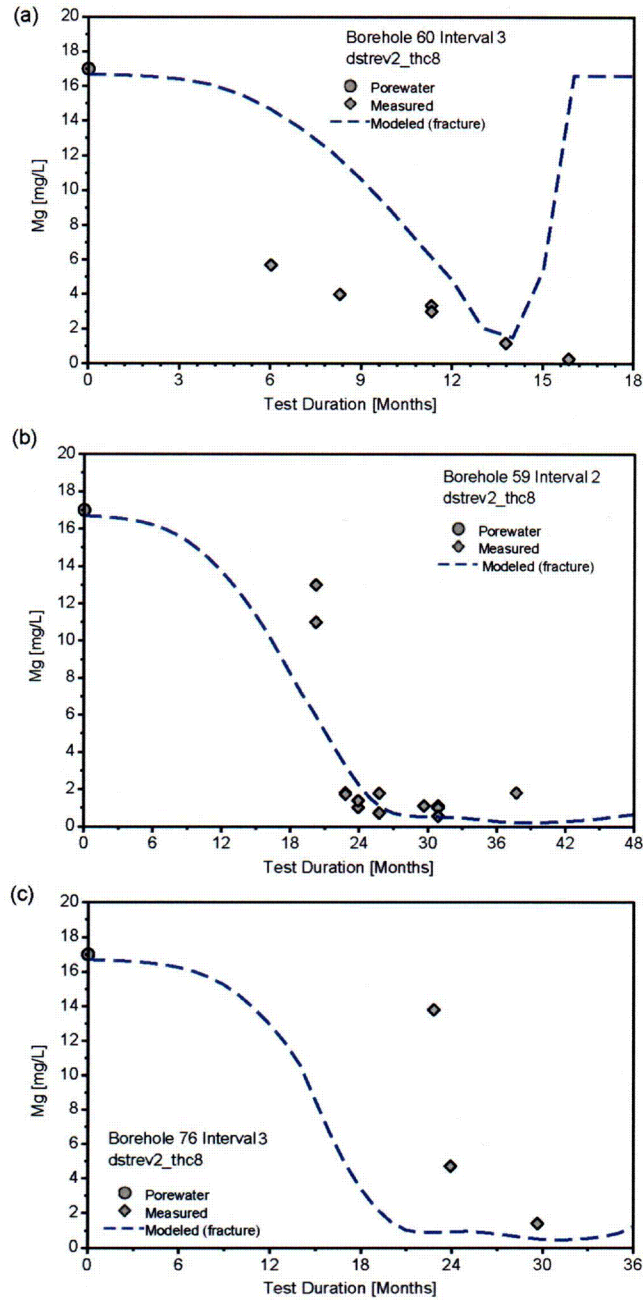 (a)
20
18
16
14
12
10
8
6
4
2
0
Mg [mg/L]
Borehole 60 Interval 3
dstrev2_thc8
Porewater
Measured
Modeled (fracture)
0 3 6 9 12 15 18
Test Duration [Months]
(b)
20
18
16
14
12
10
8
6
4
2
0
Mg [mg/L]
Borehole 59 Interval 2
dstrev2_thc8
Porewater
Measured
Modeled (fracture)
0 6 12 18 24 30 36 42 48
Test Duration [Months]
(c)
20
18
16
14
12
10
8
6
4
2
0
Mg [mg/L]
Borehole 76 Interval 3
dstrev2_thc8
Porewater
Measured
Modeled (fracture)
0 6 12 18 24 30 36
Test Duration [Months]